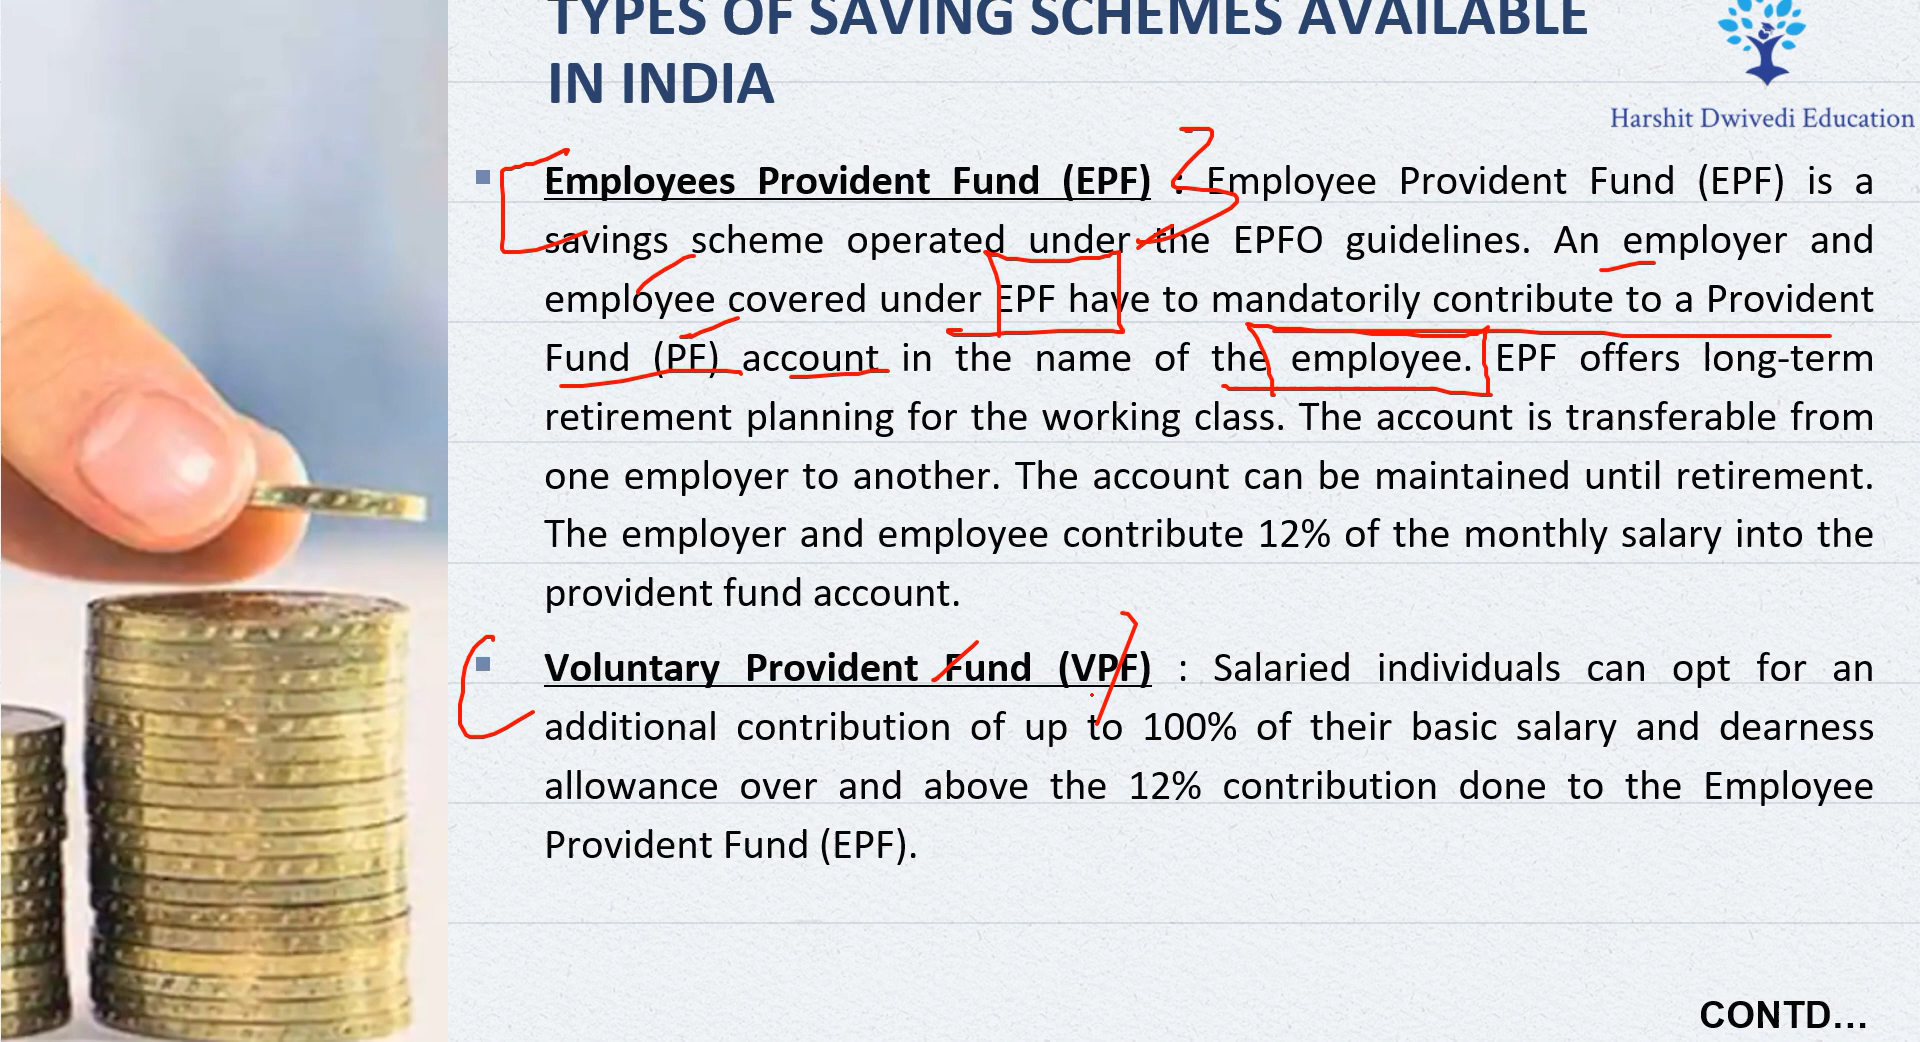 TYPES OF SAVING SCHEMES AVAILABLE
IN INDIA
Harshit Dwivedi Education
Employees Provident Fund (EPF) : Employee Provident Fund (EPF) is a
savings scheme operated under the EPFO guidelines. An employer and
employee covered under EPF have to mandatorily contribute to a Provident
Fund (PF) account in the name of the employee. EPF offers long-term
retirement planning for the working class. The account is transferable from
one employer to another. The account can be maintained until retirement.
The employer and employee contribute 12% of the monthly salary into the
provident fund account.
Voluntary Provident Fund (VPF) : Salaried individuals can opt for an
additional contribution of up to 100% of their basic salary and dearness
allowance over and above the 12% contribution done to the Employee
Provident Fund (EPF).
CONTD...